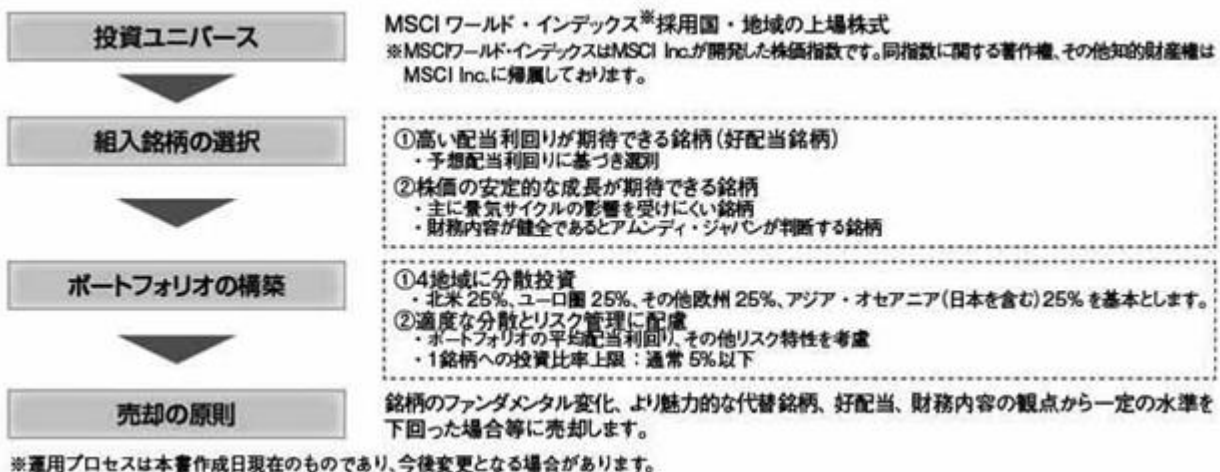 投資ユニバース
MSCI ワールド・インデックス※採用国・地域の上場株式
※MSCIワールド・インデックスはMSCI Inc.が開発した株価指数です。同指数に関する著作権、その他知的財産権は
MSCI Inc.に帰属しております。
組入銘柄の選択
①高い配当利回りが期待できる銘柄(好配当銘柄)
・予想配当利回りに基づき選別
②株価の安定的な成長が期待できる銘柄
・主に景気サイクルの影響を受けにくい銘柄
・財務内容が健全であるとアムンディ・ジャパンが判断する銘柄
ポートフォリオの構築
①4地域に分散投資
・北米 25%、ユーロ圏 25%、その他欧州 25%、アジア・オセアニア(日本を含む)25% を基本とします。
②適度な分散とリスク管理に配慮
・ポートフォリオの平均配当利回り、その他リスク特性を考慮
・1銘柄への投資比率上限:通常 5%以下
売却の原則
銘柄のファンダメンタル変化、より魅力的な代替銘柄、好配当、財務内容の観点から一定の水準を
下回った場合等に売却します。
※運用プロセスは本書作成日現在のものであり、今後変更となる場合があります。